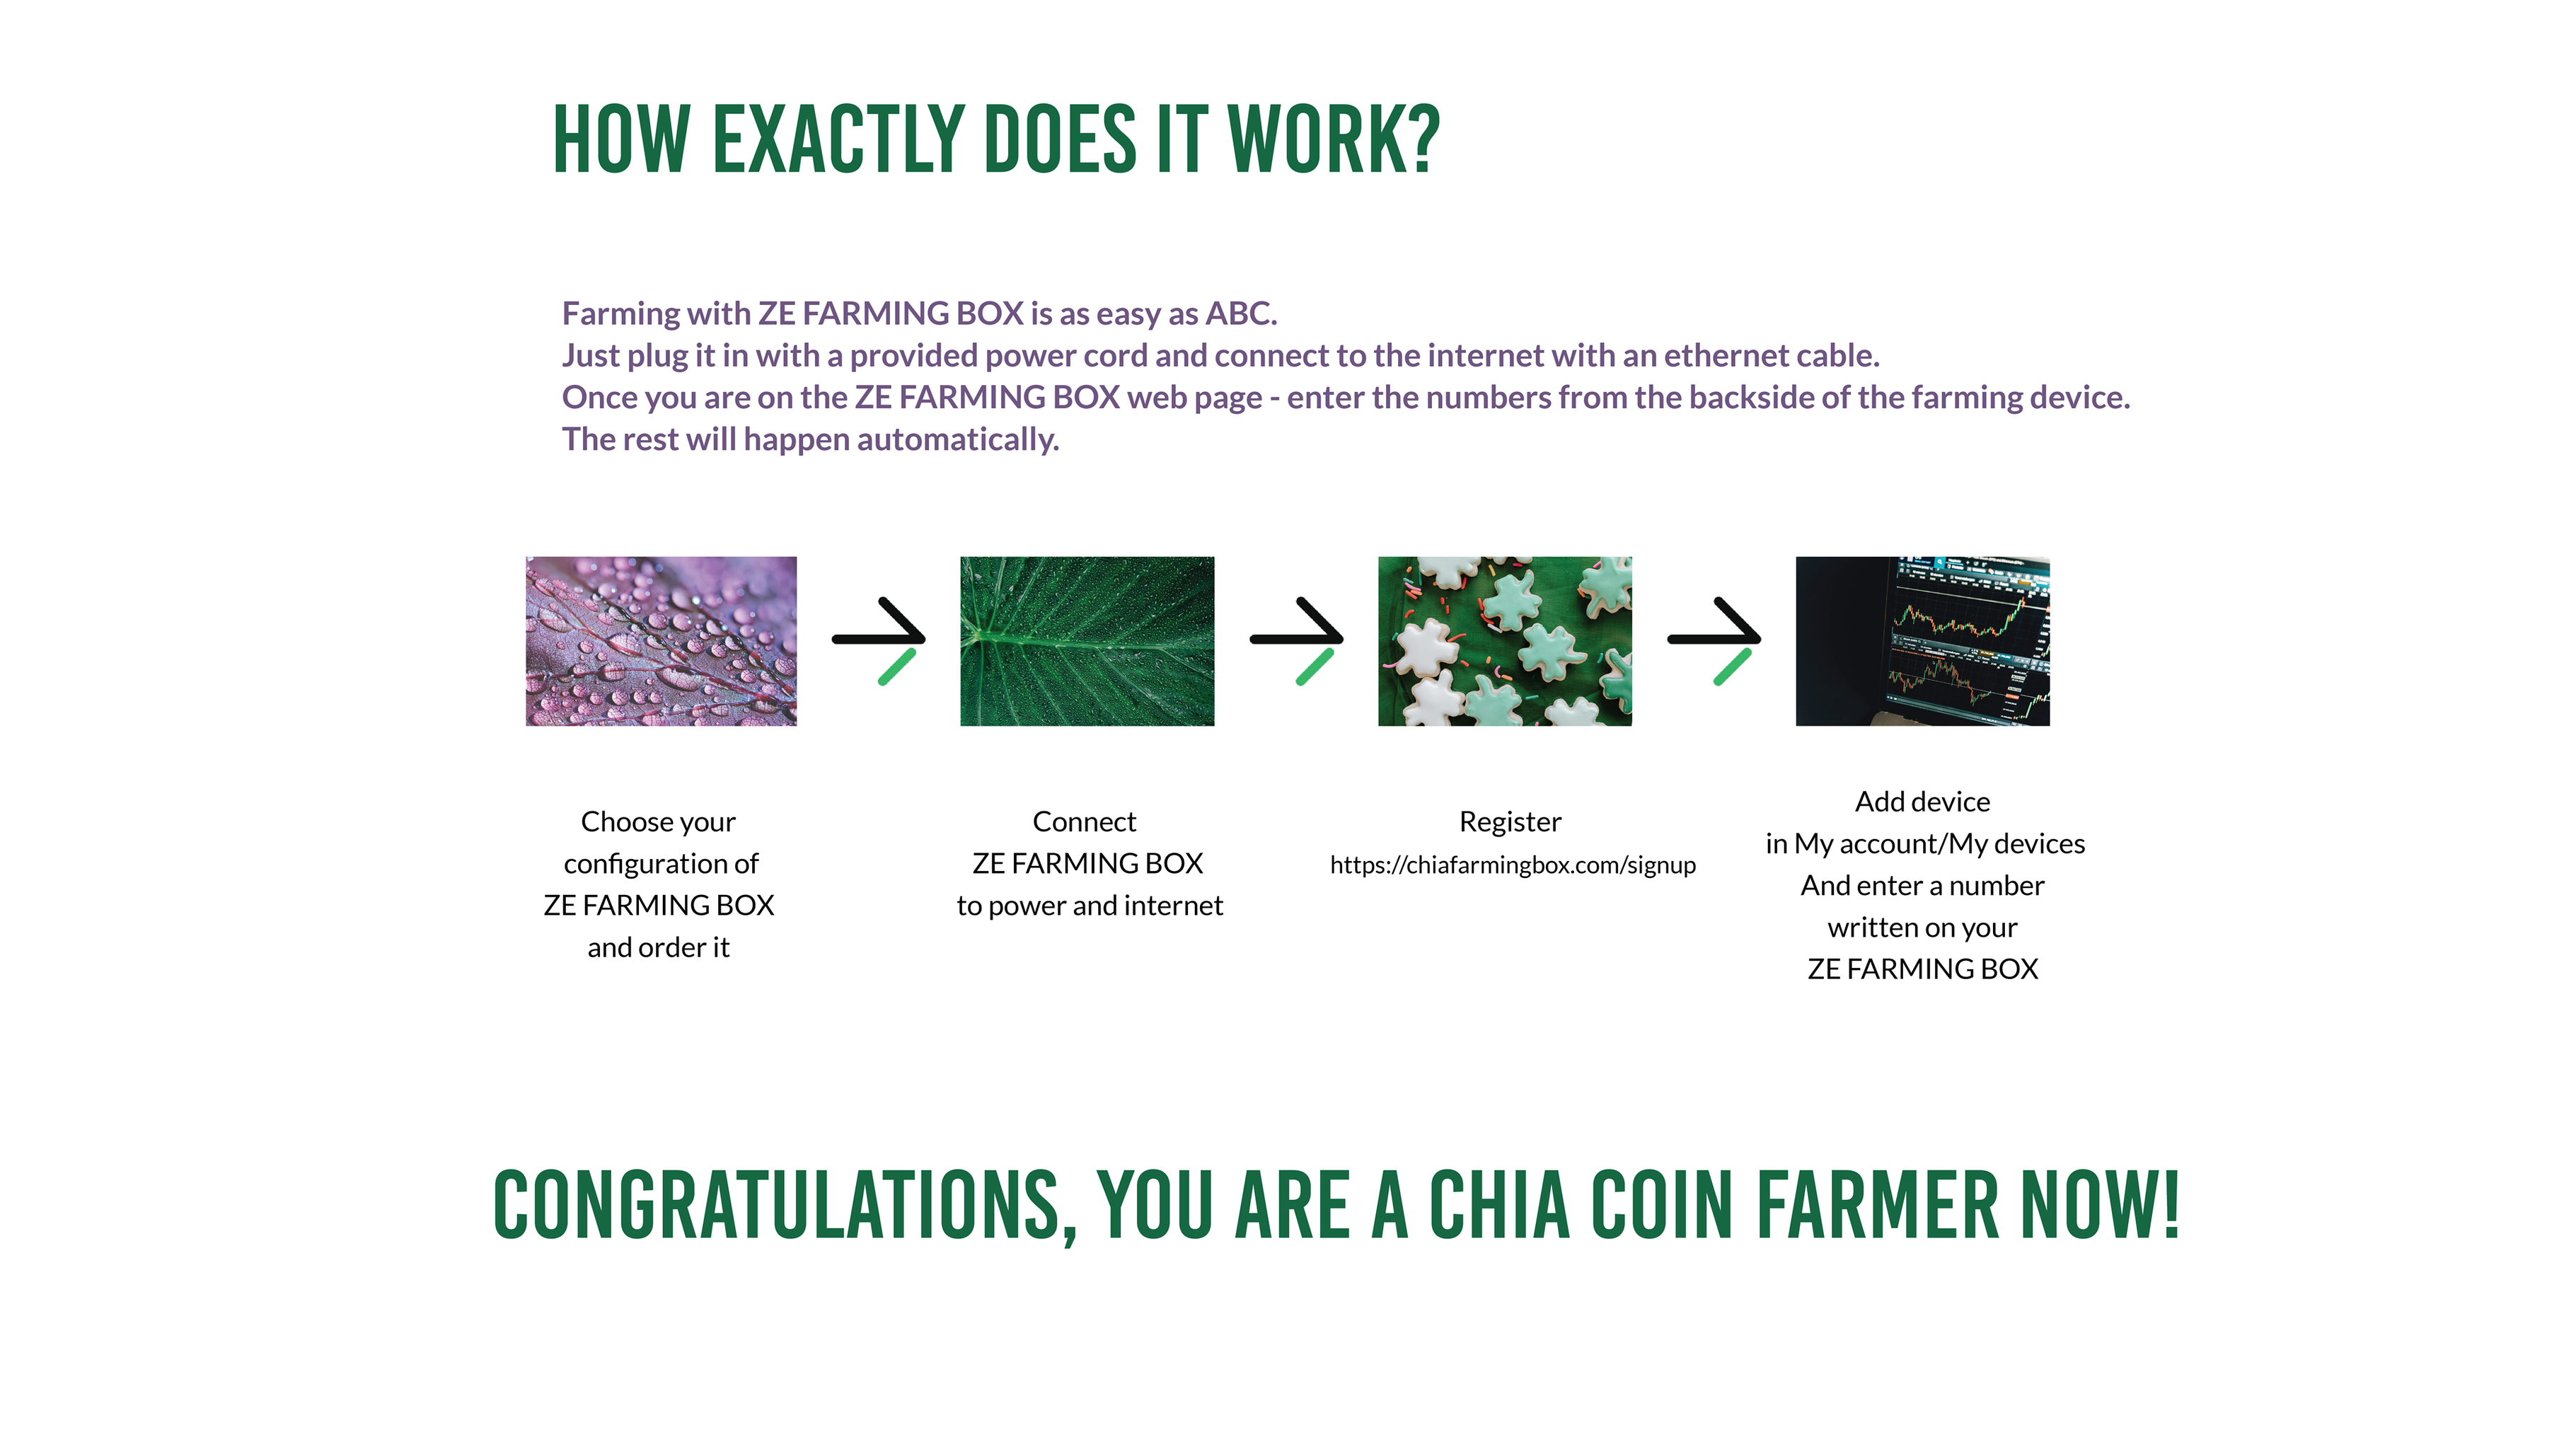 HOW EXACTLY DOES IT WORK?
Farming with ZE FARMING BOX is as easy as ABC.
Just plug it in with a provided power cord and connect to the internet with an ethernet cable.
Once you are on the ZE FARMING BOX web page - enter the numbers from the backside of the farming device.
The rest will happen automatically.
Choose your
configuration of
ZE FARMING BOX
and order it
Connect
ZE FARMING BOX
to power and internet
Register
https://chiafarmingbox.com/signup
Add device
in My account/My devices
And enter a number
written on your
ZE FARMING BOX
CONGRATULATIONS, YOU ARE A CHIA COIN FARMER NOW!